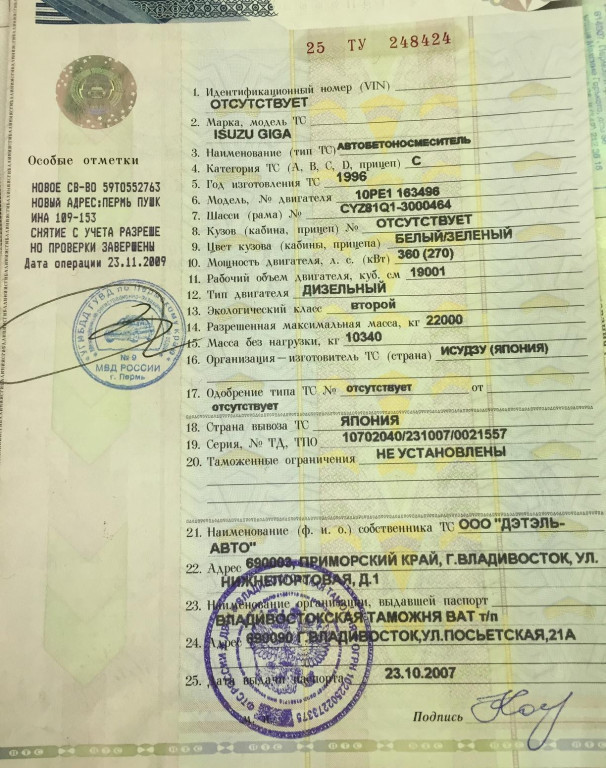 25 ТУ 248424
1. Идентификационный номер (VIN)
ОТСУТСТВУЕТ
2. Марка, модель ТС
ISUZU GIGA
3. Наименование (тип ТС) АВТОБЕТОНОСМЕСИТЕЛЬ
4. Категория ТС (A, B, C, D, прицеп) С
5. Год изготовления ТС 1996
6. Модель, № двигателя 10PE1 163496
7. Шасси (рама) № CYZ81Q1-3000464
8. Кузов (кабина, прицеп) № ОТСУТСТВУЕТ
9. Цвет кузова (кабины, прицепа) БЕЛЫЙ/ЗЕЛЕНЫЙ
10. Мощность двигателя, л. с. (кВт) 360 (270)
11. Рабочий объем двигателя, куб. см 19001
12. Тип двигателя ДИЗЕЛЬНЫЙ
13. Экологический класс второй
14. Разрешенная максимальная масса, кг 22000
15. Масса без нагрузки, кг 10340
16. Организация–изготовитель ТС (страна) ИСУДЗУ (ЯПОНИЯ)
17. Одобрение типа ТС № отсутствует от
отсутствует
18. Страна вывоза ТС ЯПОНИЯ
19. Серия, № ТД, ТПО 10702040/231007/0021557
20. Таможенные ограничения НЕ УСТАНОВЛЕНЫ
21. Наименование (ф. и. о.) собственника ТС ООО "ДЭТЭЛЬ-
АВТО"
22. Адрес 690003, ПРИМОРСКИЙ КРАЙ, Г.ВЛАДИВОСТОК, УЛ.
НИЖНЕПОРТОВАЯ, Д.1
23. Наименование организации, выдавшей паспорт
ВЛАДИВОСТОКСКАЯ ТАМОЖНЯ ВАТ т/п
24. Адрес 690090 Г.ВЛАДИВОСТОК,УЛ.ПОСЬЕТСКАЯ,21А
25. Дата выдачи паспорта 23.10.2007
Подпись
Особые отметки
НОВОЕ СВ-ВО 59ТО552763
НОВЫЙ АДРЕС:ПЕРМЬ ПУШК
ИНА 109-153
СНЯТИЕ С УЧЕТА РАЗРЕШЕ
НО ПРОВЕРКИ ЗАВЕРШЕНЫ
Дата операции 23.11.2009
№ 9
МВД РОССИИ
г. Пермь